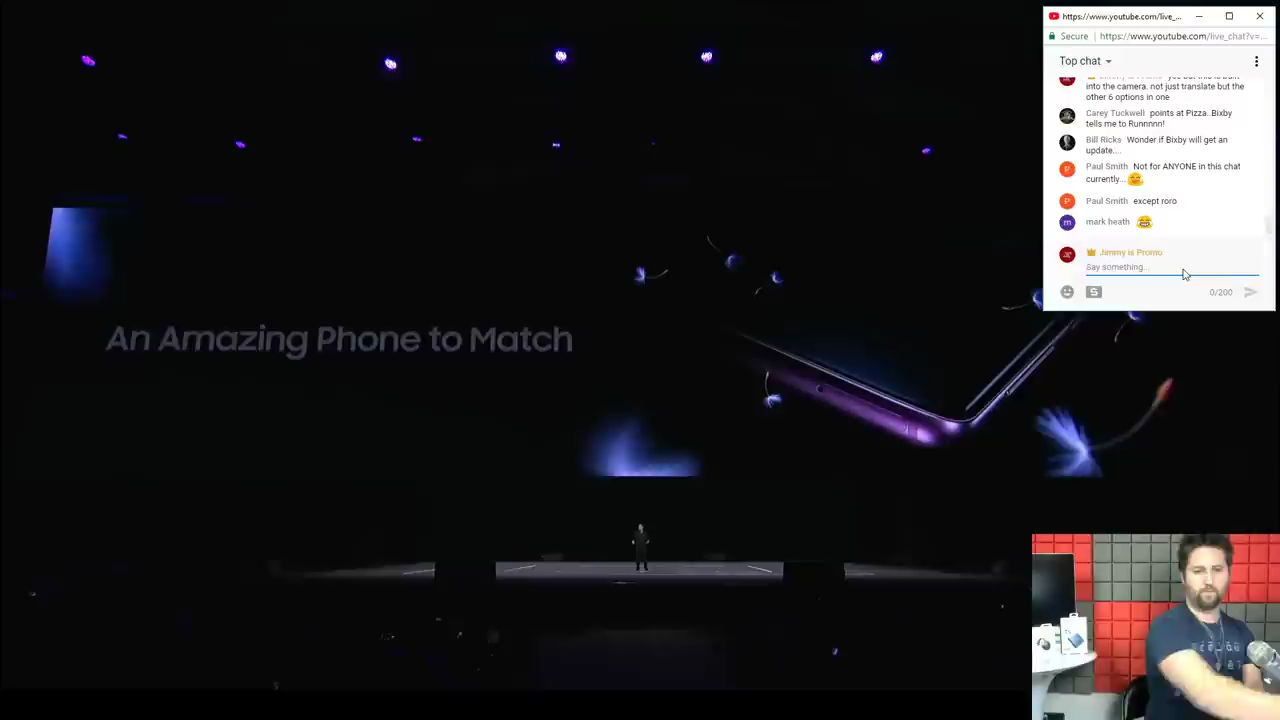 https://www.youtube.com/live_...
Secure
https://www.youtube.com/live_chat?v=...
Top chat
into the camera. not just translate but the
other 6 options in one
Carey Tuckwell points at Pizza..Bixby
tells me to Runnnnn!
Bill Ricks Wonder if Bixby will get an
update....
Paul Smith Not for ANYONE in this chat
currently...
Paul Smith except roro
mark heath
Jimmy is Promo
Say something...
0/200
An Amazing Phone to Match